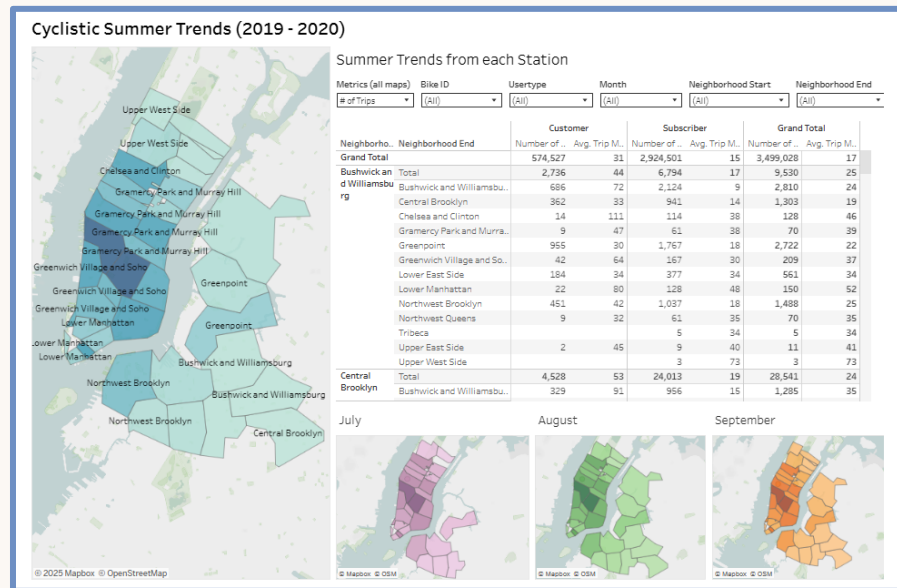 Cyclistic Summer Trends (2019 - 2020)
Upper West Side
Upper West Side
Chelsea and Clinton
Gramercy Park and Murray Hill
Gramercy Park and Murray Hill
Gramercy Park and Murray Hill
Gramercy Park and Murray Hill
Greenwich Village and Soho
Greenpoint
Greenwich Village and Soho
Greenwich Village and Soho
Lower Manhattan
Greenpoint
Lower Manhattan
Lower Manhattan
Bushwick and Williamsburg
Northwest Brooklyn
Bushwick and Williamsburg
Northwest Brooklyn
Central Brooklyn
© 2025 Mapbox © OpenStreetMap
Summer Trends from each Station
Metrics (all maps) Bike ID Usertype Month Neighborhood Start Neighborhood End
# of Trips (All) (All) (All) (All) (All)
Customer Subscriber Grand Total
Neighborho.. Neighborhood End Number of .. Avg. Trip M.. Number of .. Avg. Trip M.. Number of .. Avg. Trip M..
Grand Total 574,527 31 2,924,501 15 3,499,028 17
Bushwick an Total 2,736 44 6,794 17 9,530 25
d Williamsbu Bushwick and Williamsbu.. 686 72 2,124 9 2,810 24
rg Central Brooklyn 362 33 941 14 1,303 19
Chelsea and Clinton 14 111 114 38 128 46
Gramercy Park and Murra.. 9 47 61 38 70 39
Greenpoint 955 30 1,767 18 2,722 22
Greenwich Village and So.. 42 64 167 30 209 37
Lower East Side 184 34 377 34 561 34
Lower Manhattan 22 80 128 48 150 52
Northwest Brooklyn 451 42 1,037 18 1,488 25
Northwest Queens 9 32 61 35 70 35
Tribeca 5 34 5 34
Upper East Side 2 45 9 40 11 41
Upper West Side 3 73 3 73
Central Total 4,528 53 24,013 19 28,541 24
Brooklyn Bushwick and Williamsbu.. 329 91 956 15 1,285 35
July August September
© Mapbox © OSM © Mapbox © OSM © Mapbox © OSM